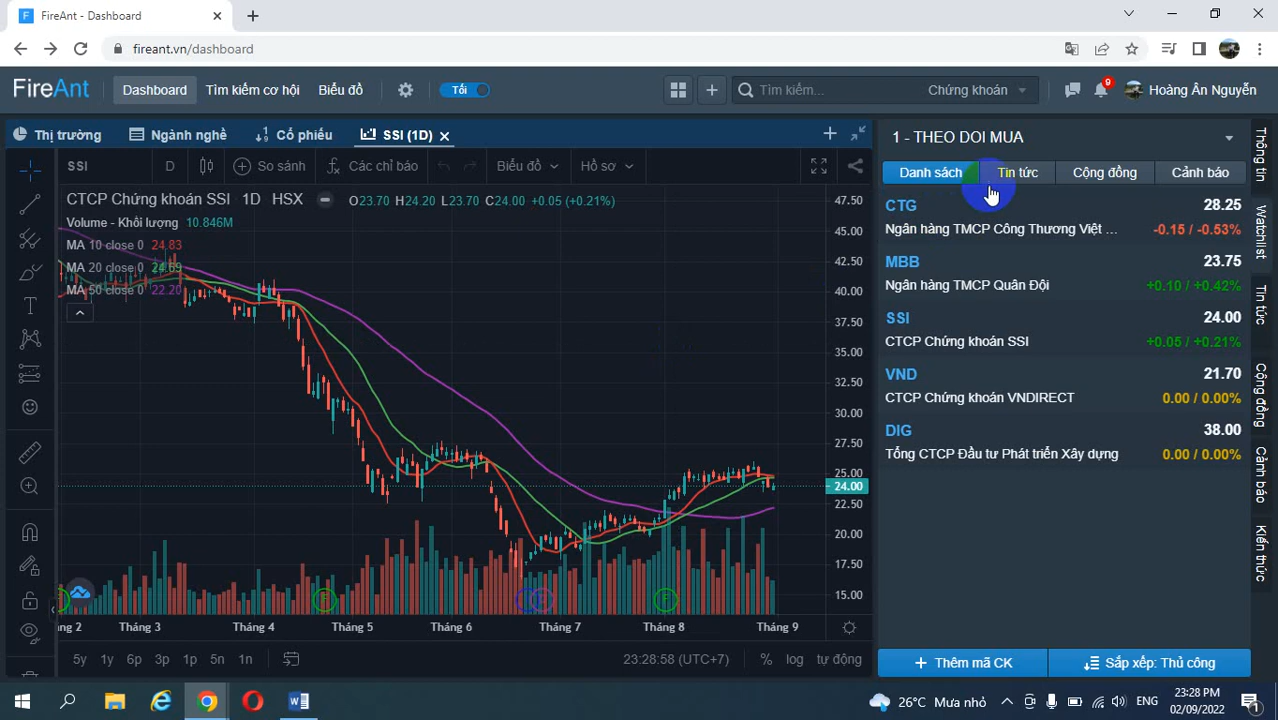 FireAnt - Dashboard
fireant.vn/dashboard
FireAnt
Dashboard
Tìm kiếm cơ hội
Biểu đồ
Tối
Tìm kiếm...
Chứng khoán
9
Hoàng Ân Nguyễn
Thị trường
Ngành nghề
Cổ phiếu
SSI (1D)
SSI
D
So sánh
Các chỉ báo
Biểu đồ
Hồ sơ
CTCP Chứng khoán SSI 1D HSX
O23.70 H24.20 L23.70 C24.00 +0.05 (+0.21%)
Volume - Khối lượng 10.846M
MA 10 close 0 24.83
MA 20 close 0 24.69
MA 50 close 0 22.20
47.50
45.00
42.50
40.00
37.50
35.00
32.50
30.00
27.50
25.00
24.00
22.50
20.00
17.50
15.00
ng 2
Tháng 3
Tháng 4
Tháng 5
Tháng 6
Tháng 7
Tháng 8
Tháng 9
5y
1y
6p
3p
1p
5n
1n
23:28:58 (UTC+7)
%
log
tự động
1 - THEO DOI MUA
Danh sách
Tin tức
Cộng đồng
Cảnh báo
CTG 28.25
Ngân hàng TMCP Công Thương Việt ... -0.15 / -0.53%
MBB 23.75
Ngân hàng TMCP Quân Đội +0.10 / +0.42%
SSI 24.00
CTCP Chứng khoán SSI +0.05 / +0.21%
VND 21.70
CTCP Chứng khoán VNDIRECT 0.00 / 0.00%
DIG 38.00
Tổng CTCP Đầu tư Phát triển Xây dựng 0.00 / 0.00%
Thêm mã CK
Sắp xếp: Thủ công
Thông tin
Watchlist
Tin tức
Cộng đồng
Cảnh báo
Kiến thức
26°C Mưa nhỏ
ENG
23:28 PM
02/09/2022
1